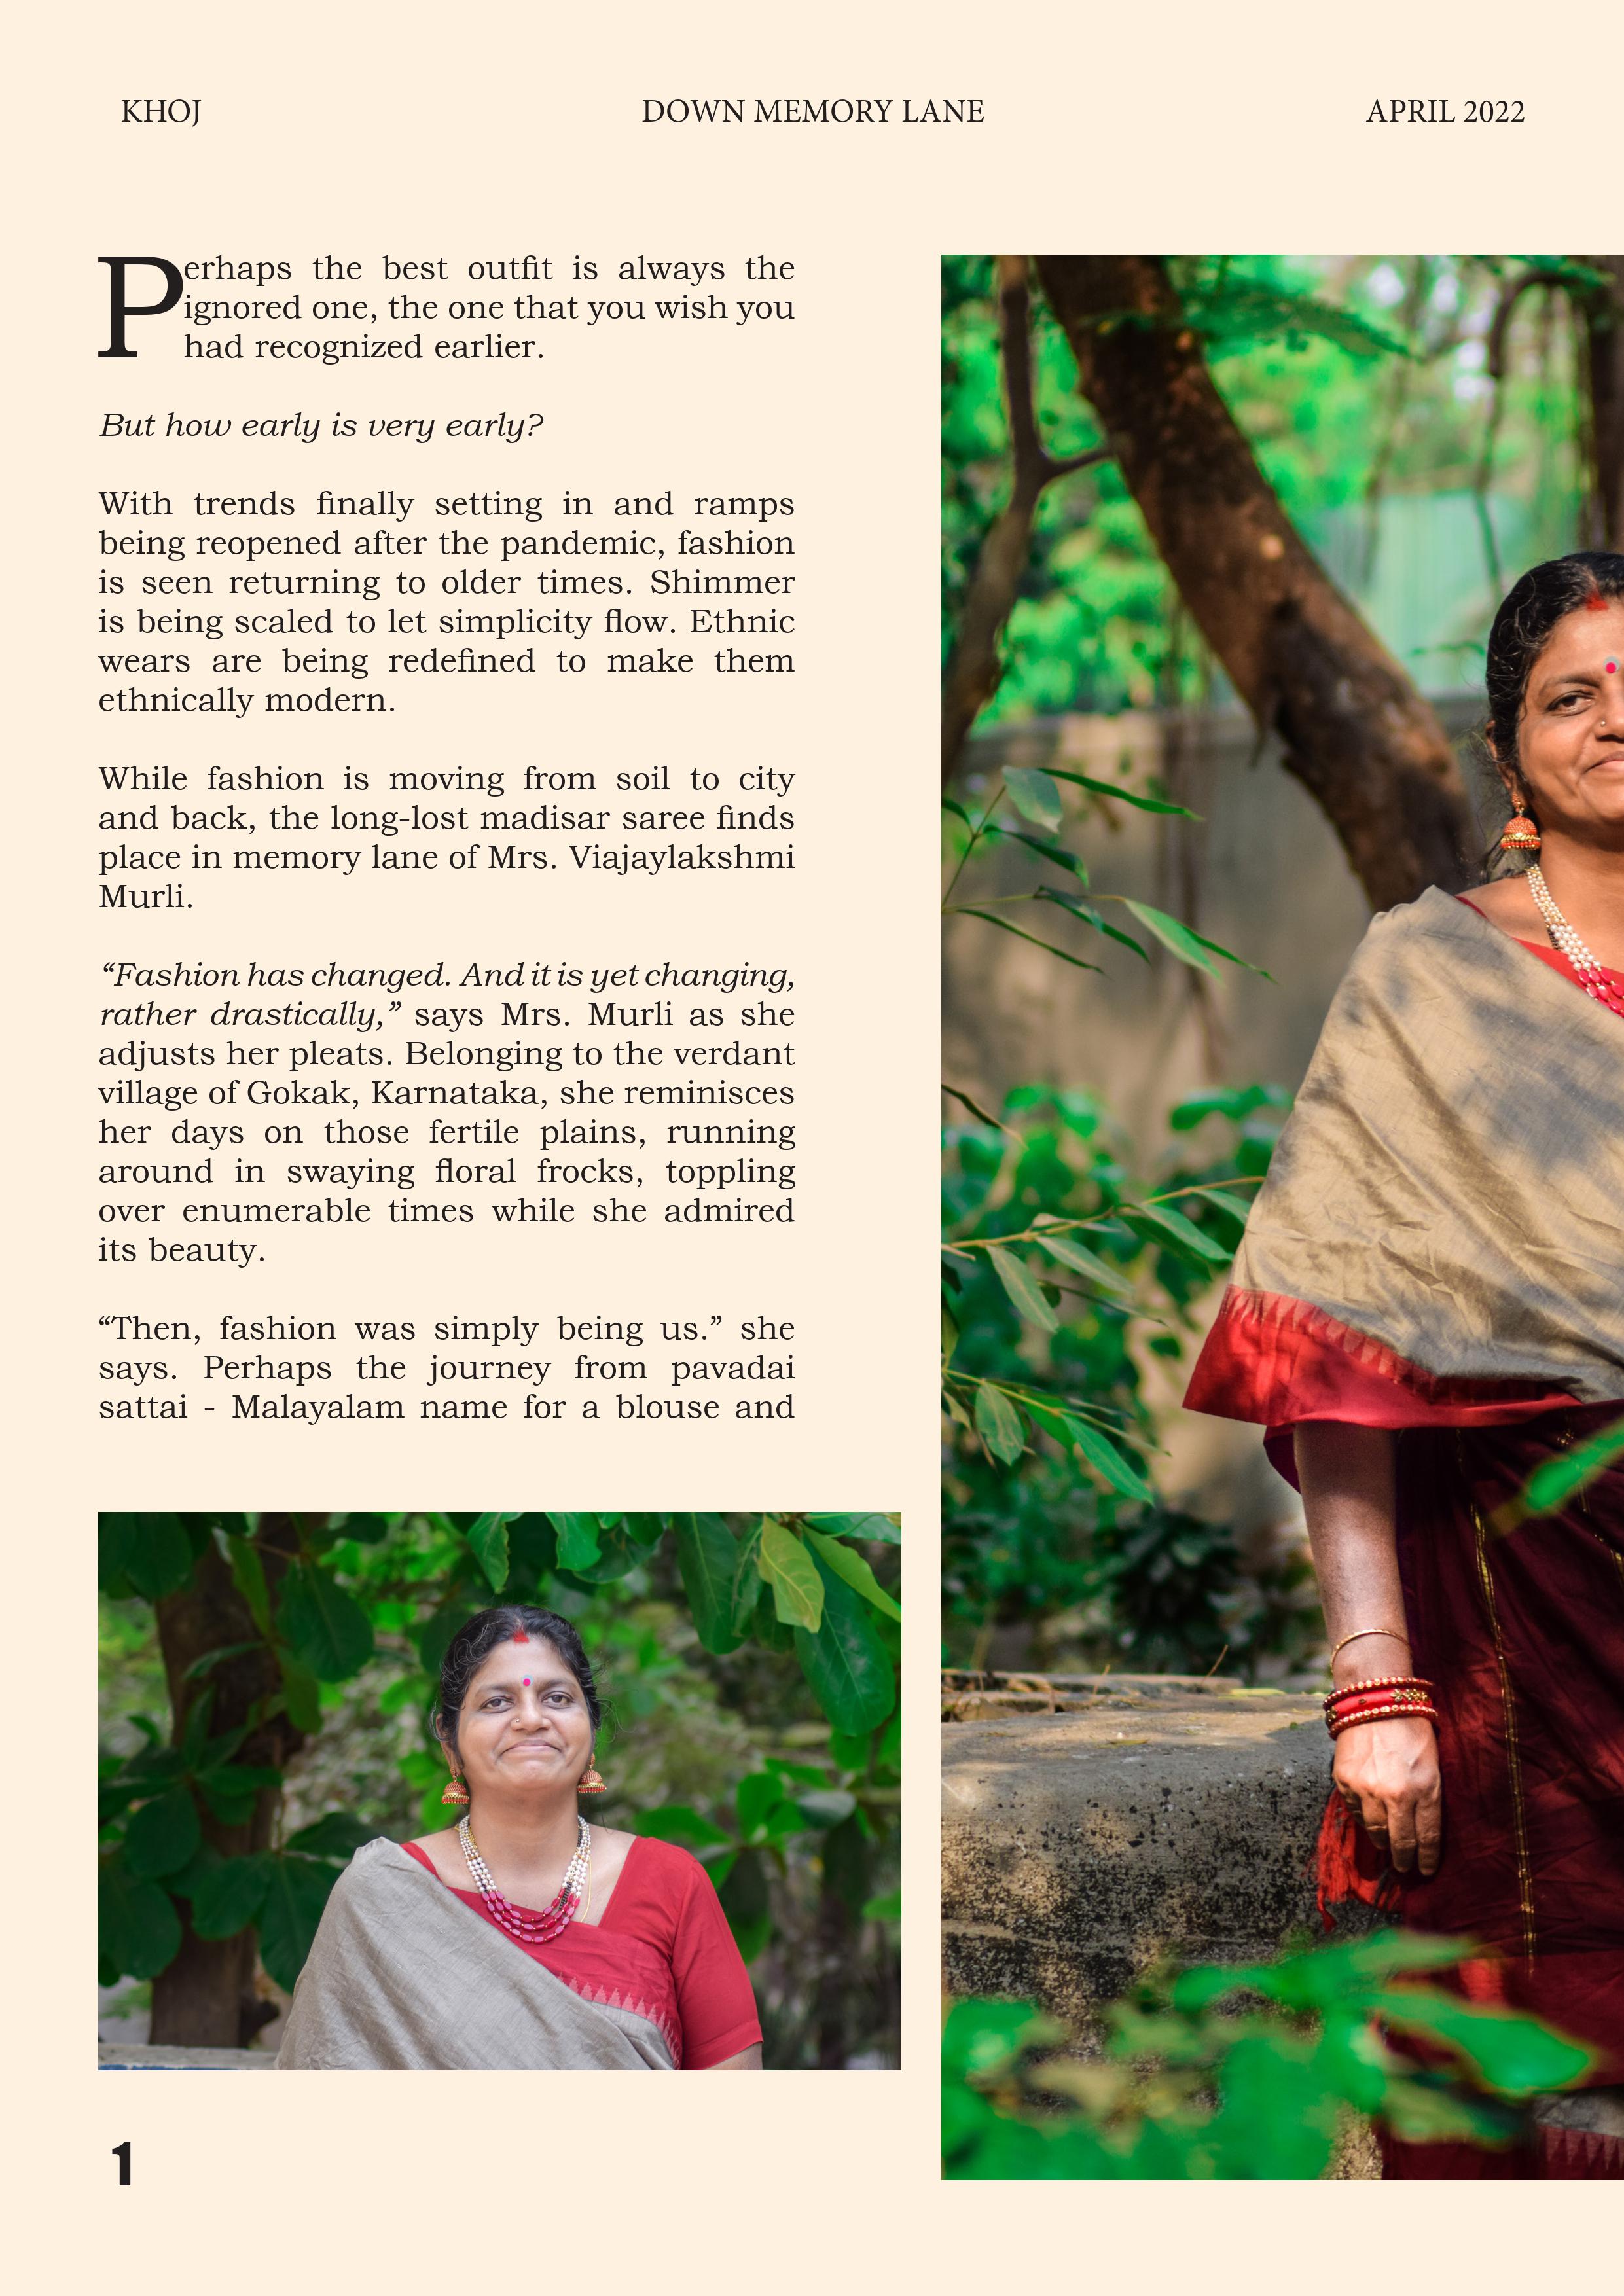 KHOJ
DOWN MEMORY LANE
APRIL 2022
Perhaps the best outfit is always the
ignored one, the one that you wish you
had recognized earlier.
But how early is very early?
With trends finally setting in and ramps
being reopened after the pandemic, fashion
is seen returning to older times. Shimmer
is being scaled to let simplicity flow. Ethnic
wears are being redefined to make them
ethnically modern.
While fashion is moving from soil to city
and back, the long-lost madisar saree finds
place in memory lane of Mrs. Viajaylakshmi
Murli.
“Fashion has changed. And it is yet changing,
rather drastically,” says Mrs. Murli as she
adjusts her pleats. Belonging to the verdant
village of Gokak, Karnataka, she reminisces
her days on those fertile plains, running
around in swaying floral frocks, toppling
over enumerable times while she admired
its beauty.
“Then, fashion was simply being us.” she
says. Perhaps the journey from pavadai
sattai - Malayalam name for a blouse and
1